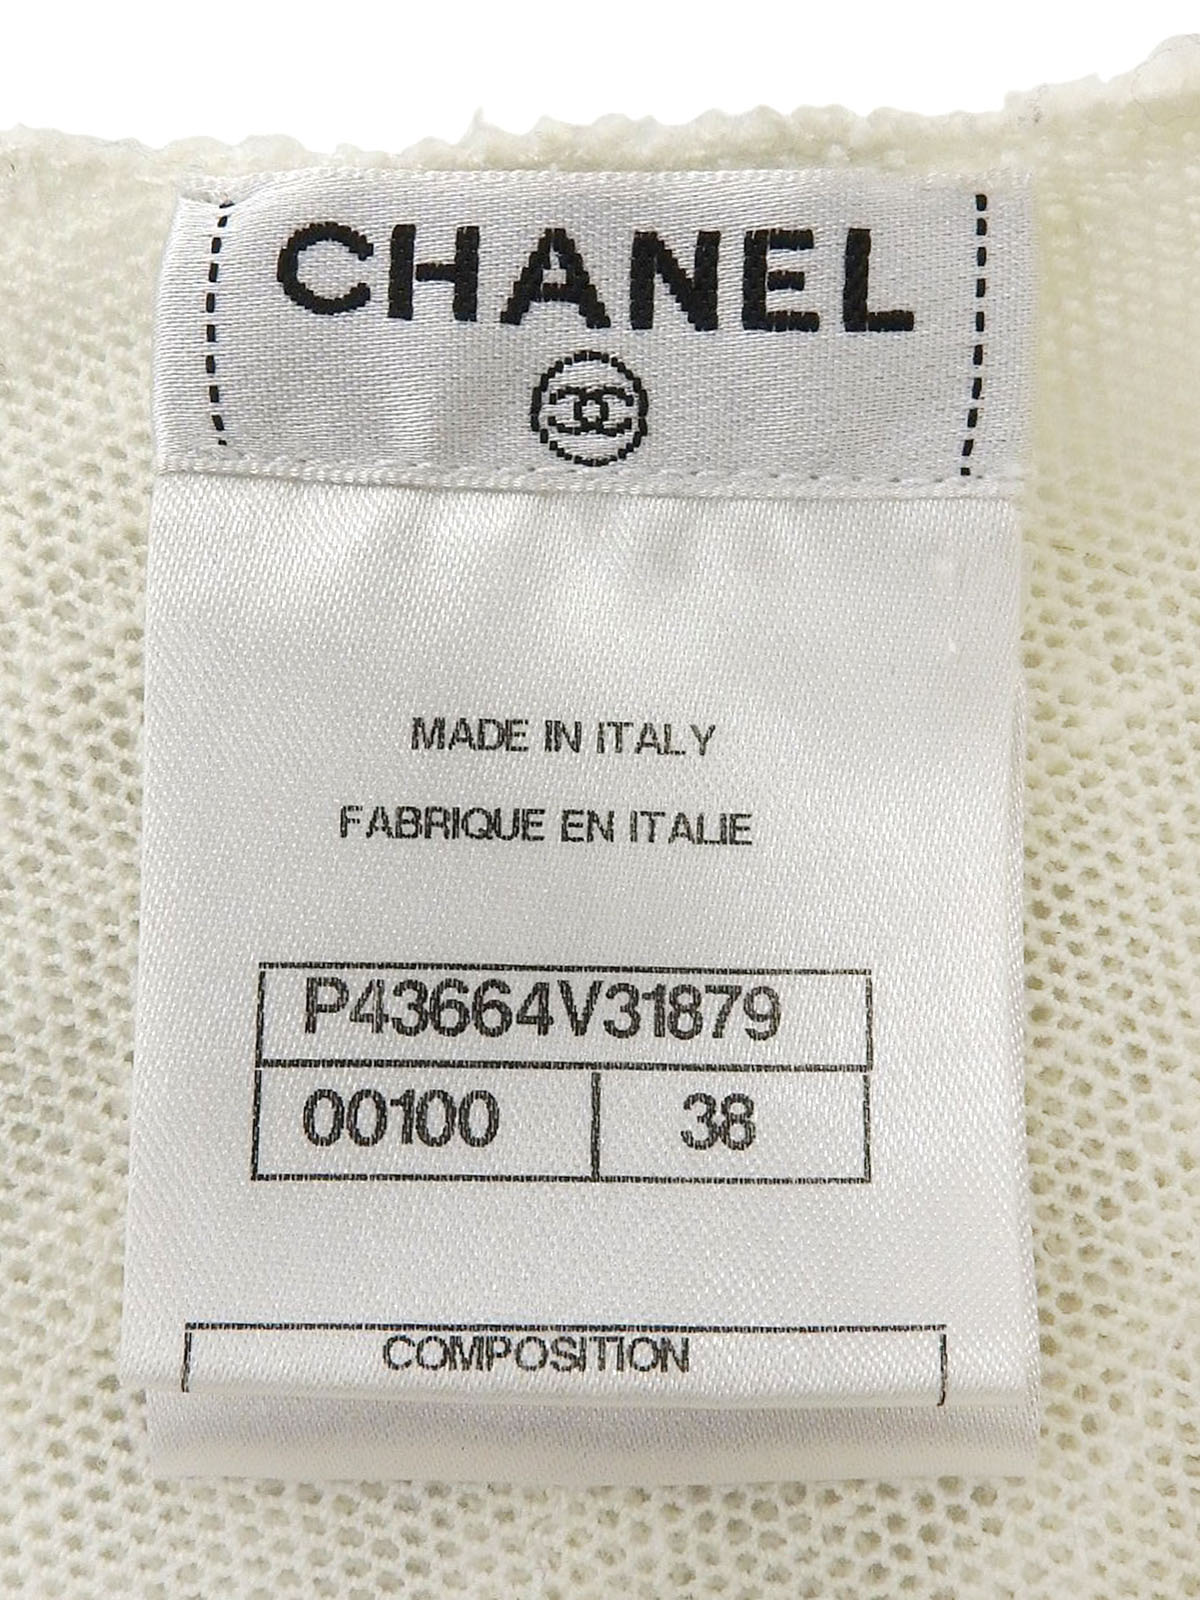 CHANEL
MADE IN ITALY
FABRIQUE EN ITALIE
P43664V31879
00100 38
COMPOSITION